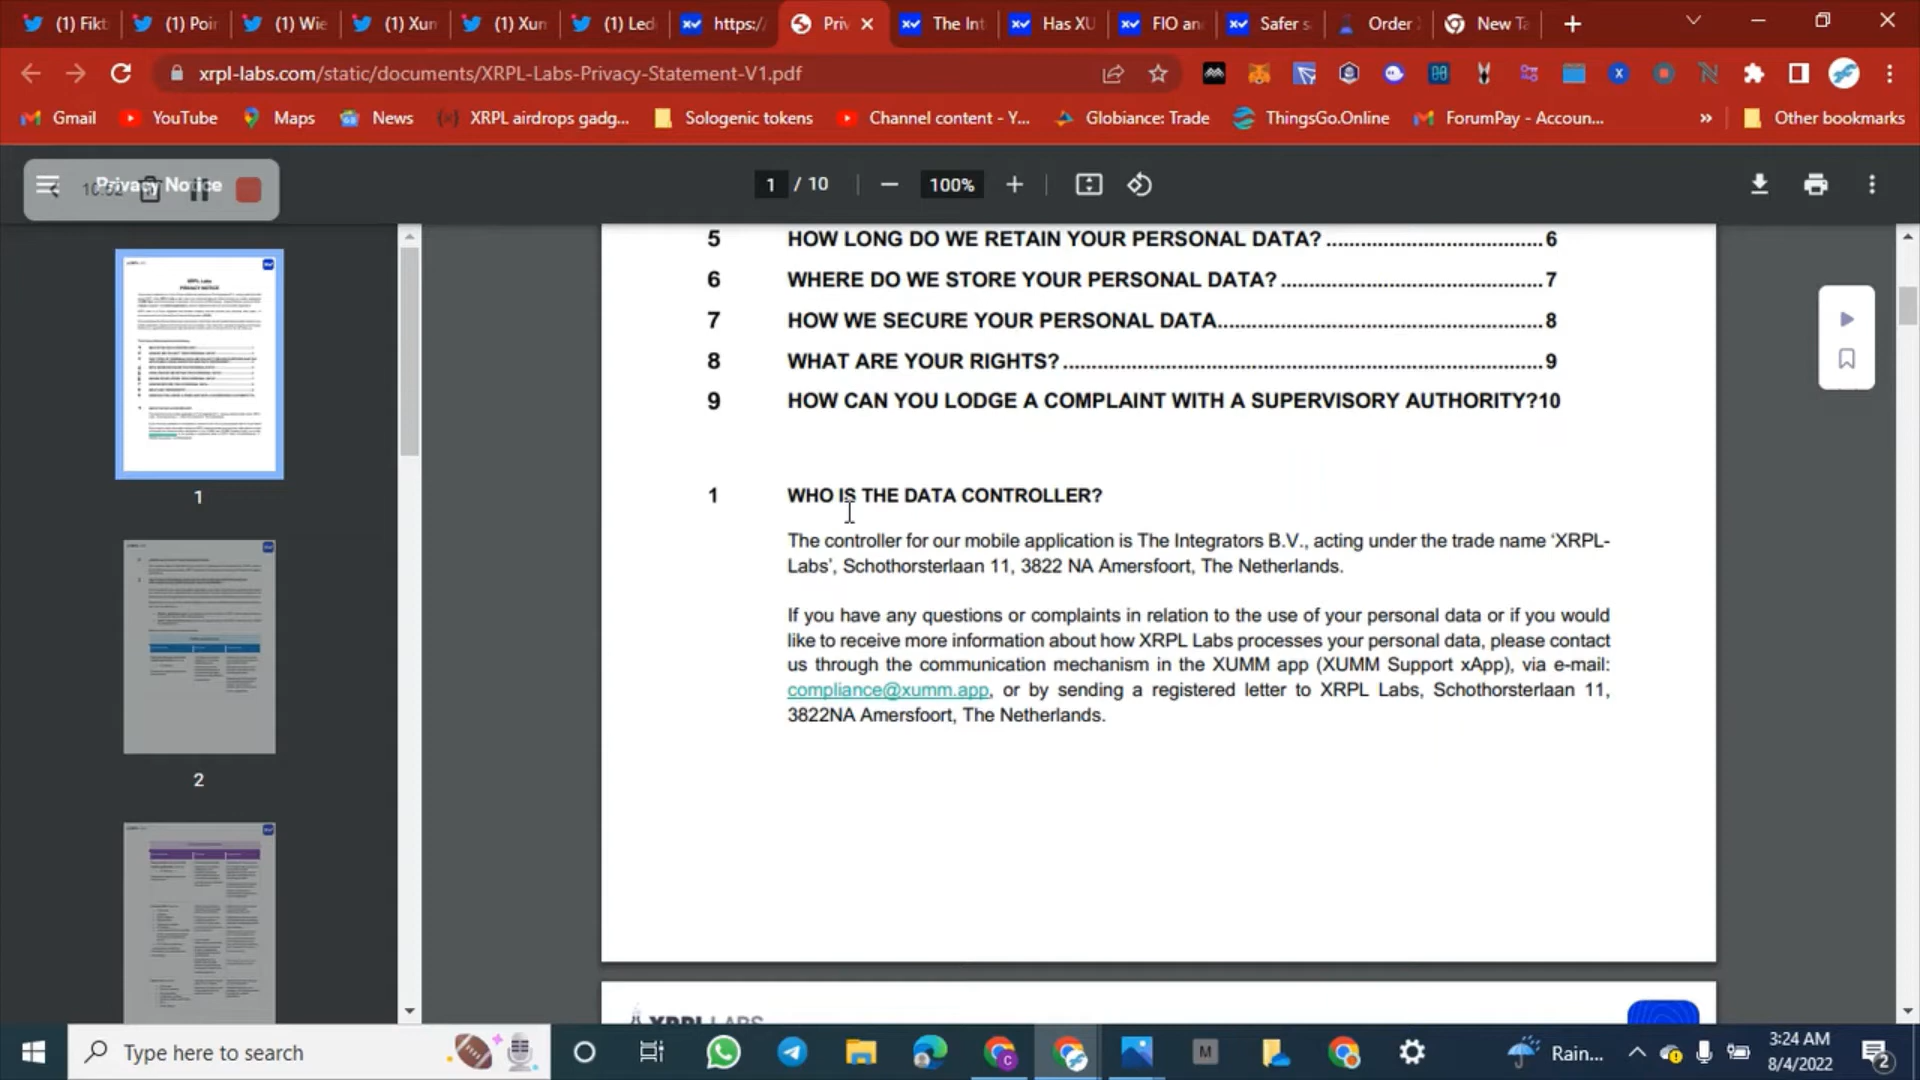 (1) Fikt
(1) Poin
(1) Wie
(1) Xun
(1) Xun
(1) Led
https:/
Priv
The Int
Has XU
FIO an
Safer s
Order
New Ta
xrpl-labs.com/static/documents/XRPL-Labs-Privacy-Statement-V1.pdf
Gmail
YouTube
Maps
News
XRPL airdrops gadg...
Sologenic tokens
Channel content - Y...
Globiance: Trade
ThingsGo.Online
ForumPay - Accoun...
Other bookmarks
Privacy Notice
1 / 10
100%
5 HOW LONG DO WE RETAIN YOUR PERSONAL DATA? 6
6 WHERE DO WE STORE YOUR PERSONAL DATA? 7
7 HOW WE SECURE YOUR PERSONAL DATA 8
8 WHAT ARE YOUR RIGHTS? 9
9 HOW CAN YOU LODGE A COMPLAINT WITH A SUPERVISORY AUTHORITY?10
1 WHO IS THE DATA CONTROLLER?
The controller for our mobile application is The Integrators B.V., acting under the trade name ‘XRPL-
Labs’, Schothorsterlaan 11, 3822 NA Amersfoort, The Netherlands.
If you have any questions or complaints in relation to the use of your personal data or if you would
like to receive more information about how XRPL Labs processes your personal data, please contact
us through the communication mechanism in the XUMM app (XUMM Support xApp), via e-mail:
compliance@xumm.app, or by sending a registered letter to XRPL Labs, Schothorsterlaan 11,
3822NA Amersfoort, The Netherlands.
XRPL LABS
1
2
Type here to search
Rain...
3:24 AM
8/4/2022
2